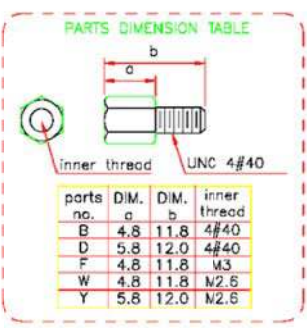 PARTS DIMENSION TABLE
b
a
inner thread
UNC 4#40
parts no. DIM. a DIM. b inner thread
B 4.8 11.8 4#40
D 5.8 12.0 4#40
F 4.8 11.8 M3
W 4.8 11.8 M2.6
Y 5.8 12.0 M2.6